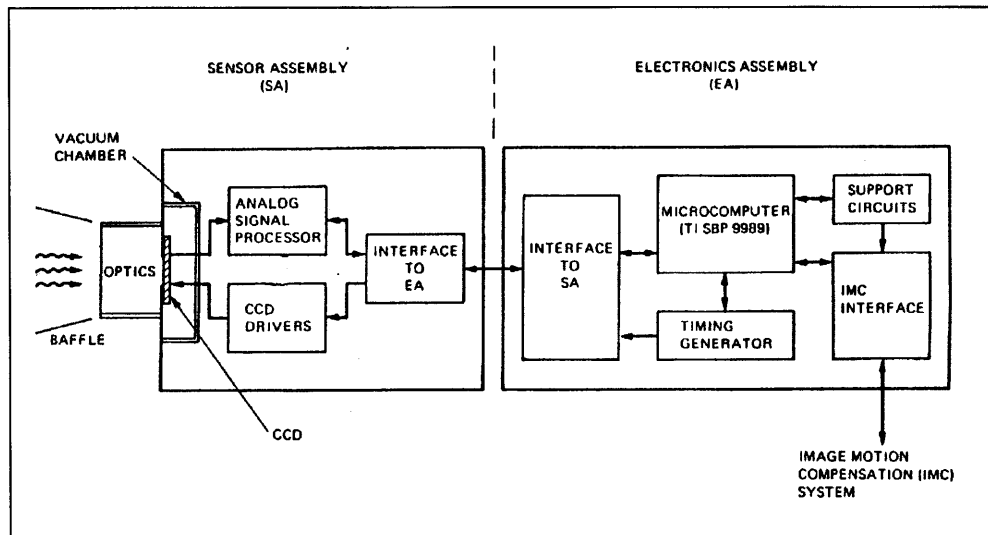 SENSOR ASSEMBLY
(SA)
ELECTRONICS ASSEMBLY
(EA)
VACUUM
CHAMBER
OPTICS
BAFFLE
CCD
ANALOG
SIGNAL
PROCESSOR
CCD
DRIVERS
INTERFACE
TO
EA
INTERFACE
TO
SA
MICROCOMPUTER
(TI SBP 9989)
TIMING
GENERATOR
SUPPORT
CIRCUITS
IMC
INTERFACE
IMAGE MOTION
COMPENSATION (IMC)
SYSTEM